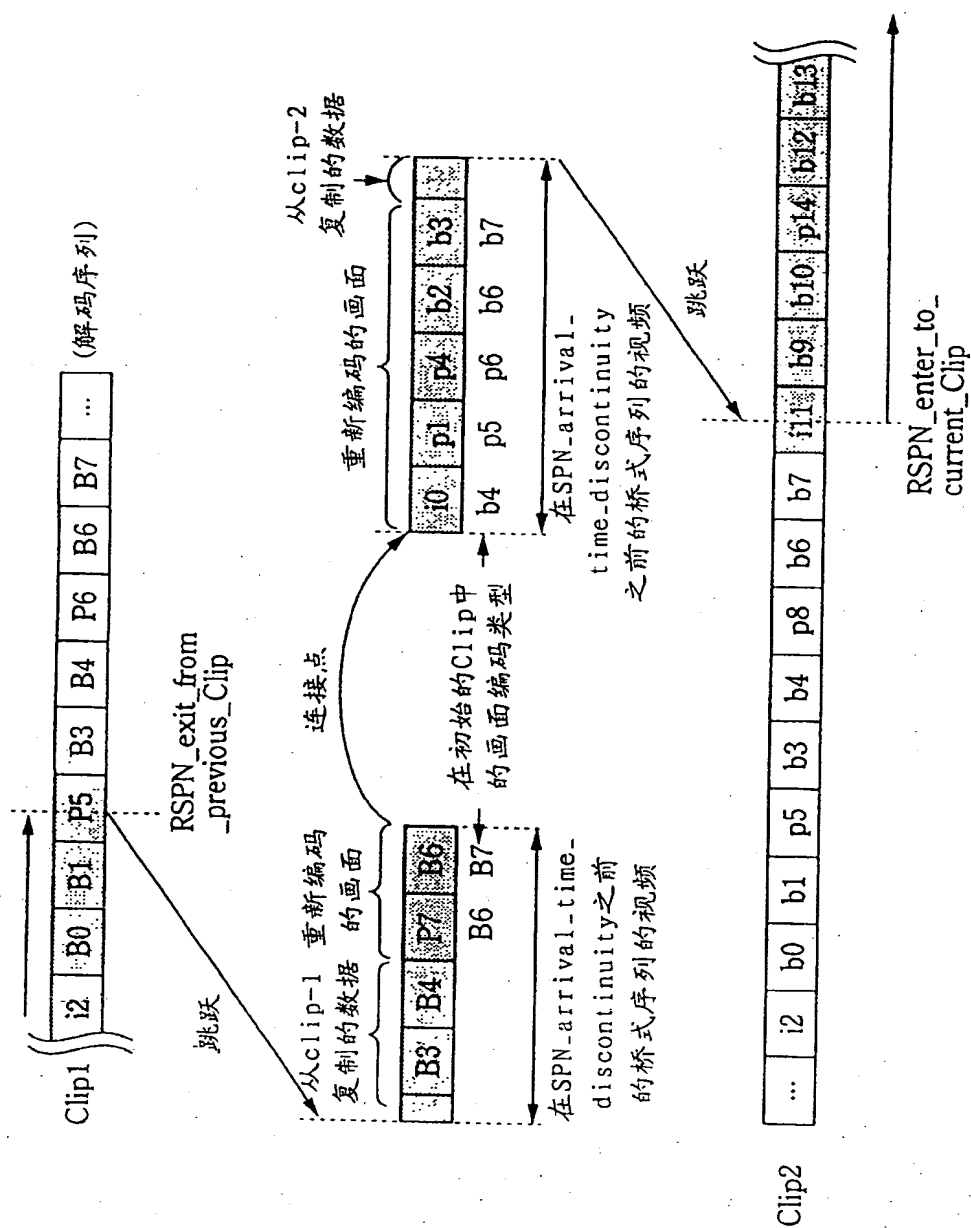 Clip1
i2 B0 B1 P5 B3 B4 P6 B6 B7 ...
(解码序列)
RSPN_exit_from
_previous_Clip
跳跃
从clip-1
复制的数据
重新编码
的画面
连接点
重新编码的画面
从clip-2
复制的数据
B3 B4 P7 B6
B6 B7
在初始的Clip中
的画面编码类型
i0 p1 p4 b2 b3
b4 p5 p6 b6 b7
在SPN_arrival_time_
discontinuity之前
的桥式序列的视频
在SPN_arrival_
time_discontinuity
之前的桥式序列的视频
跳跃
Clip2
... i2 b0 b1 p5 b3 b4 p8 b6 b7 i11 b9 b10 p14 b12 b13
RSPN_enter_to_
current_Clip